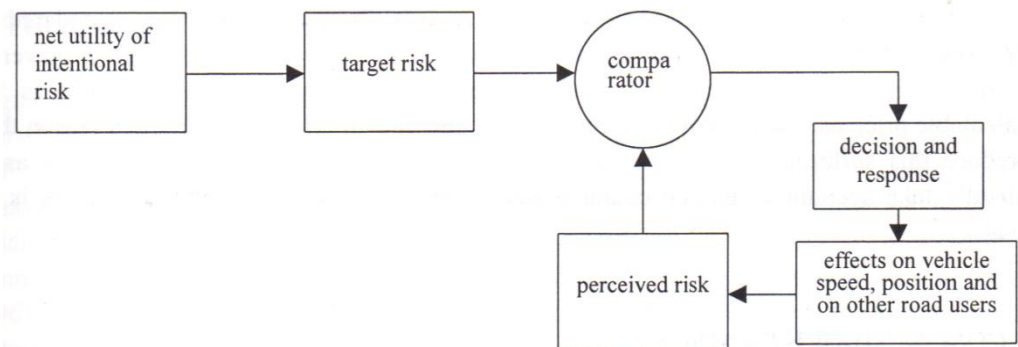 net utility of
intentional
risk
target risk
compa
rator
decision and
response
perceived risk
effects on vehicle
speed, position and
on other road users